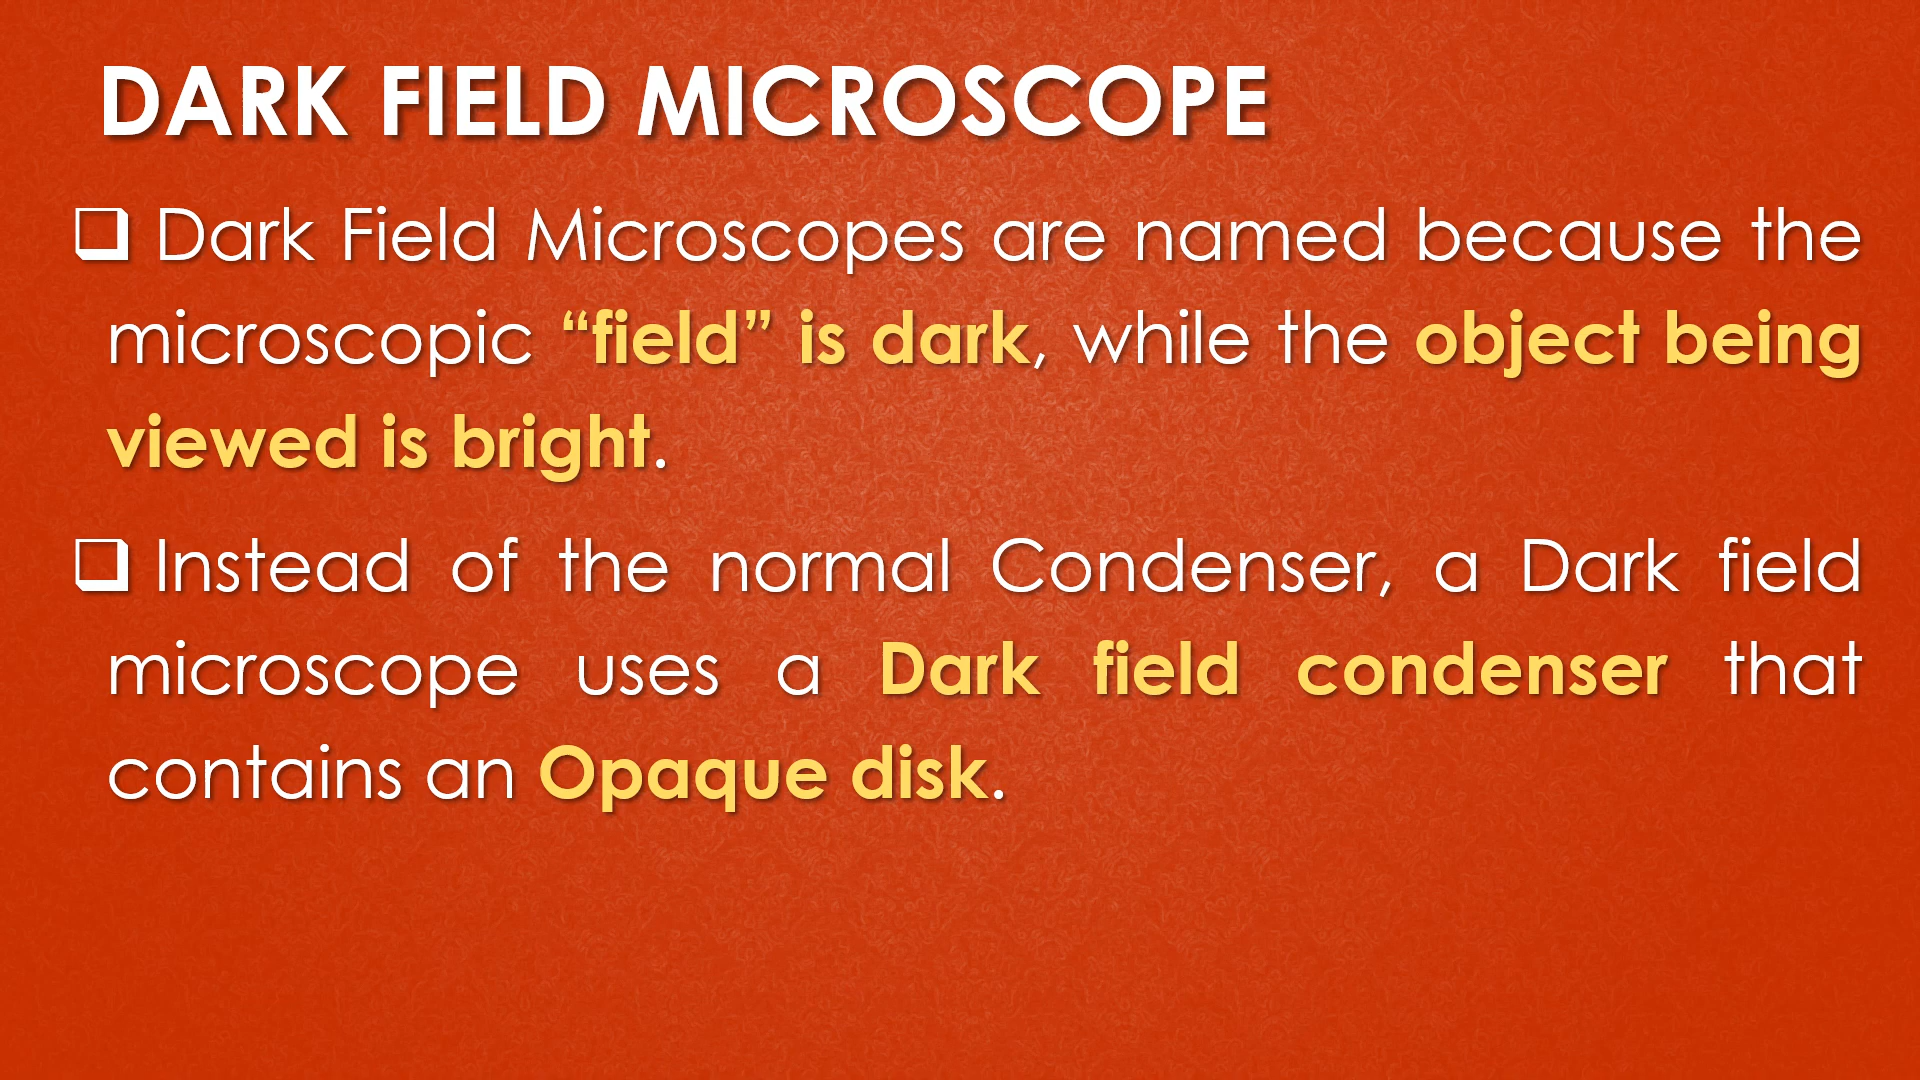 DARK FIELD MICROSCOPE
❑ Dark Field Microscopes are named because the
microscopic “field” is dark, while the object being
viewed is bright.
❑ Instead of the normal Condenser, a Dark field
microscope uses a Dark field condenser that
contains an Opaque disk.